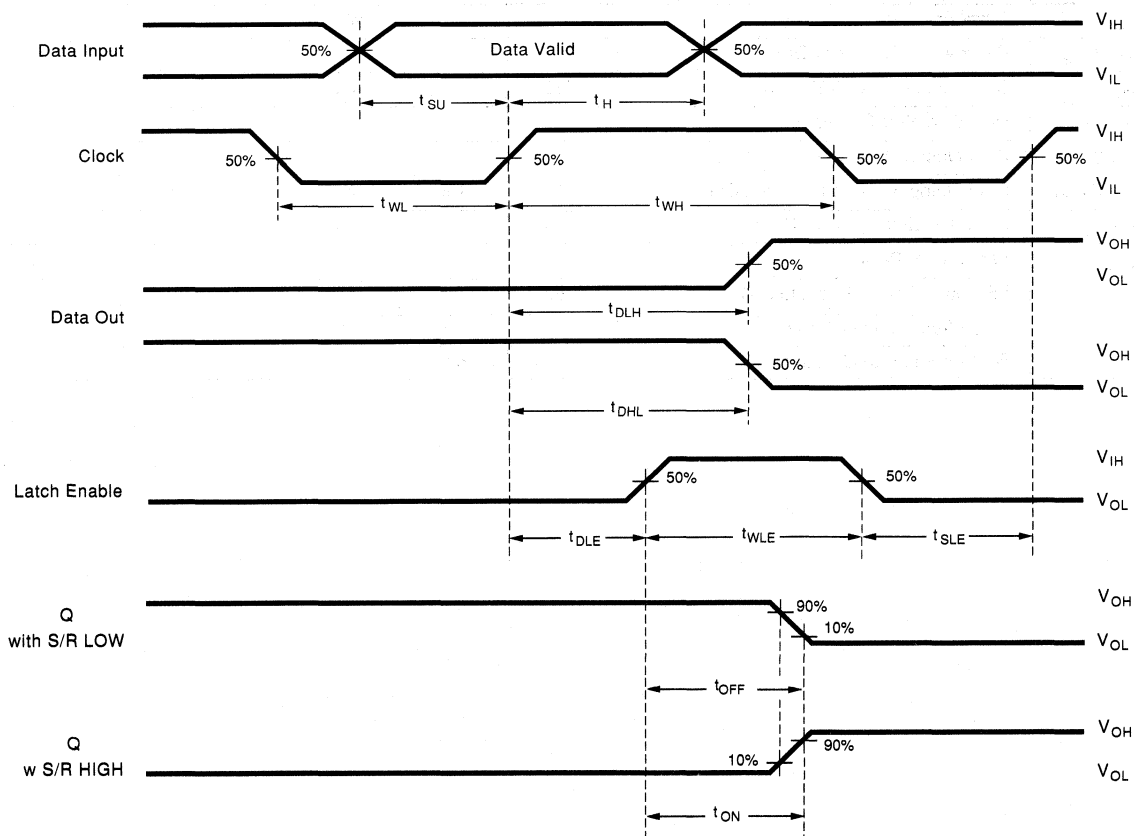 V_IH
Data Input 50% Data Valid 50%
V_IL
t_SU t_H
V_IH
Clock 50% 50% 50% 50%
V_IL
t_WL t_WH
V_OH
50%
V_OL
Data Out
t_DLH
V_OH
50%
V_OL
t_DHL
V_IH
Latch Enable 50% 50%
V_OL
t_DLE t_WLE t_SLE
V_OH
Q 90%
with S/R LOW 10%
V_OL
t_OFF
V_OH
Q 90%
w S/R HIGH 10%
V_OL
t_ON